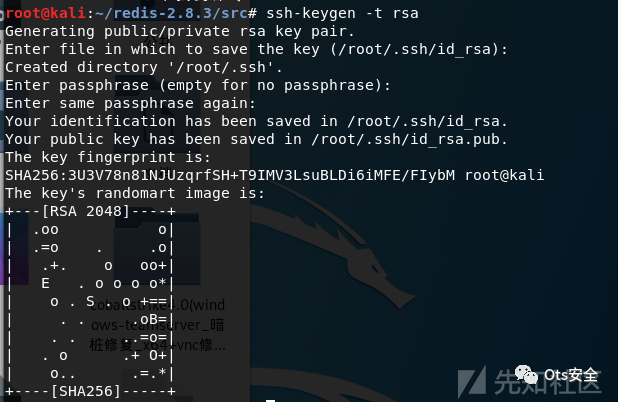 root@kali:~/redis-2.8.3/src# ssh-keygen -t rsa
Generating public/private rsa key pair.
Enter file in which to save the key (/root/.ssh/id_rsa):
Created directory '/root/.ssh'.
Enter passphrase (empty for no passphrase):
Enter same passphrase again:
Your identification has been saved in /root/.ssh/id_rsa.
Your public key has been saved in /root/.ssh/id_rsa.pub.
The key fingerprint is:
SHA256:3U3V78n81NJUzqrfSH+T9IMV3LsuBLDi6iMFE/FIybM root@kali
The key's randomart image is:
+---[RSA 2048]----+
|  .oo           o|
|  .=o    .     .o|
|   .+.    o   oo+|
|   E   . o o o o*|
|    o . S . o +==|
|     . .     .oB=|
|    . .     ..=o=|
|   . o      .+ O+|
|    o..      .=.*|
+----[SHA256]-----+
cobaltstrike4.0(wind
ows-teamserver_暗
桩修复_x64+vnc修...
Ots安全
先知社区